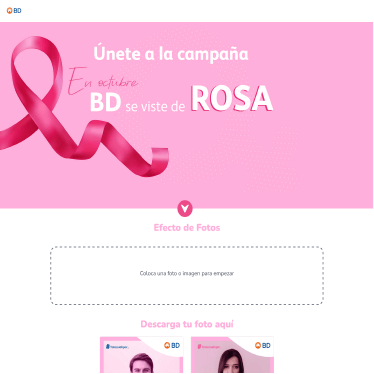 BD
Únete a la campaña
En octubre
BD se viste de ROSA
Efecto de Fotos
Coloca una foto o imagen para empezar
Descarga tu foto aquí
BD
BD